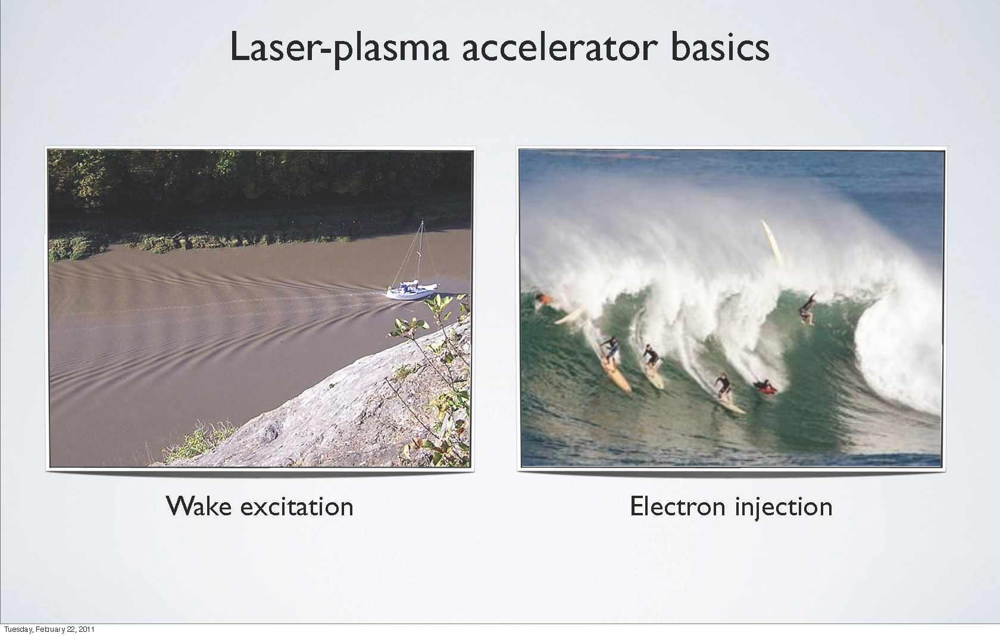 Laser-plasma accelerator basics
Wake excitation
Electron injection
Tuesday, February 22, 2011